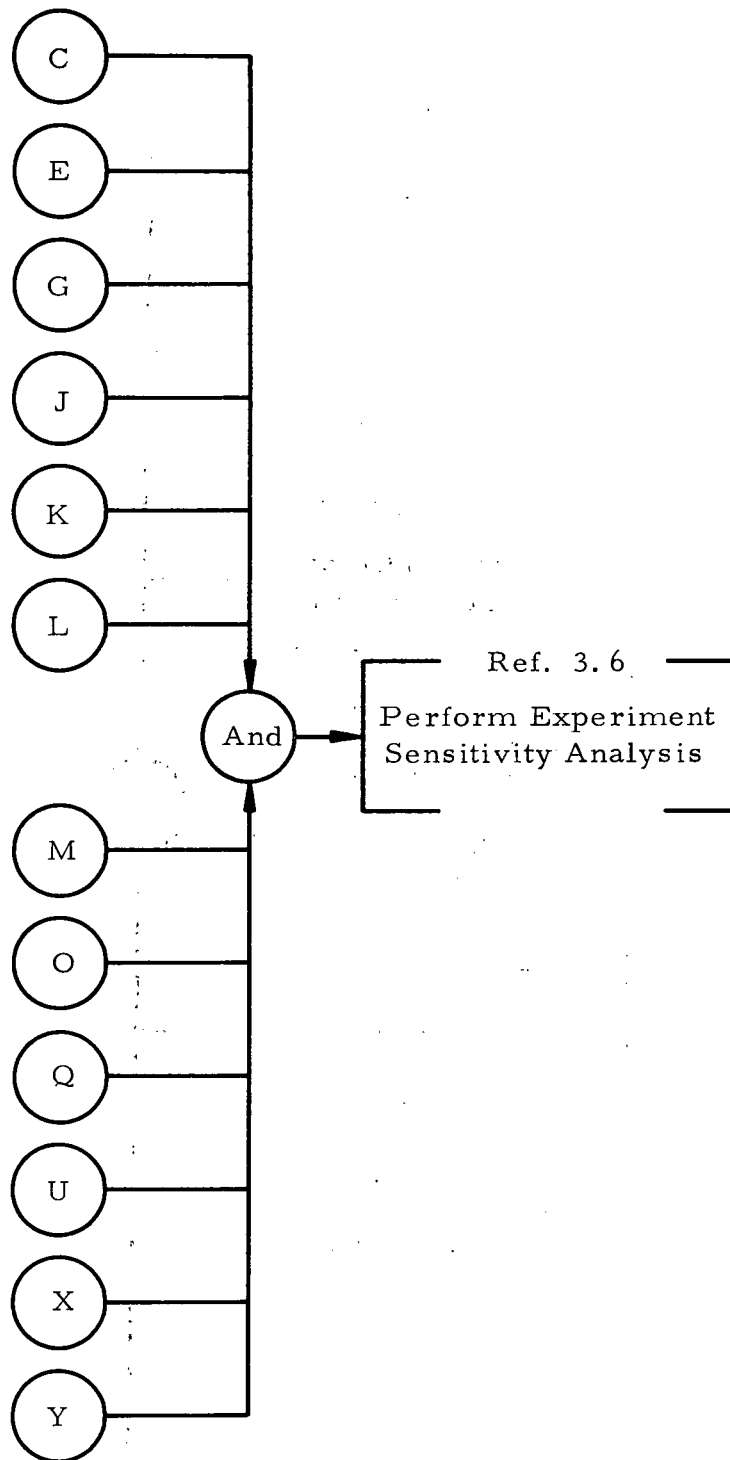 C
E
G
J
K
L
Ref. 3.6
And
Perform Experiment
Sensitivity Analysis
M
O
Q
U
X
Y